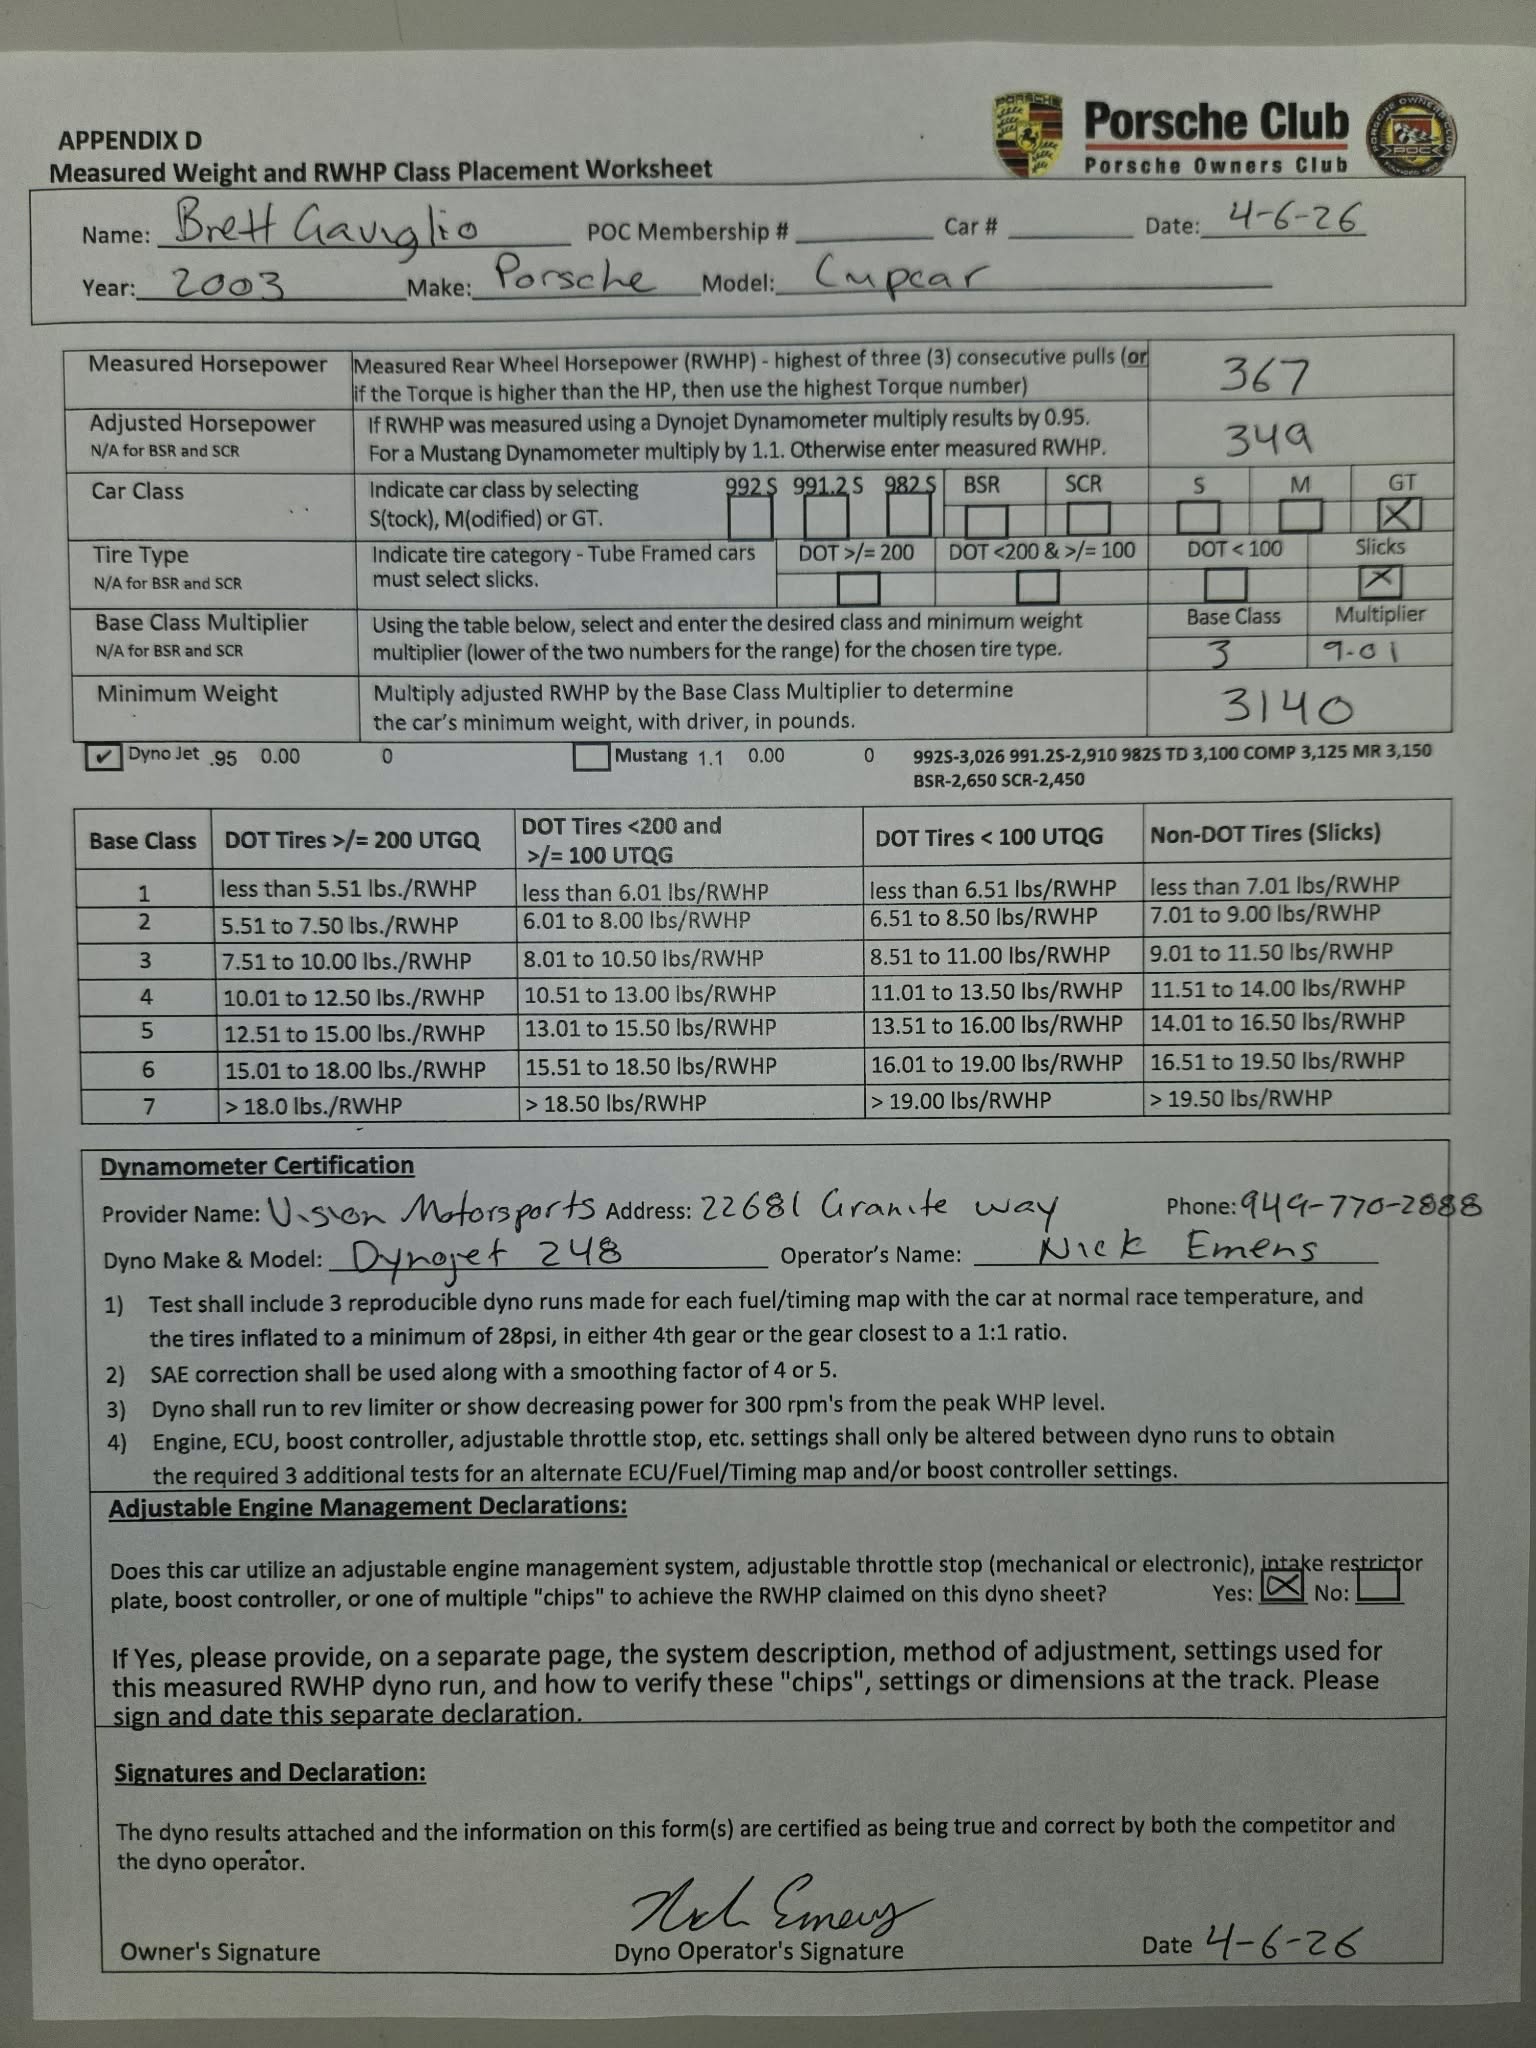 APPENDIX D
Measured Weight and RWHP Class Placement Worksheet
PORSCHE
Porsche Club
Porsche Owners Club
PORSCHE OWNERS CLUB
POC
Name: Brett Gaviglio POC Membership # Car # Date: 4-6-26
Year: 2003 Make: Porsche Model: Cupcar
Measured Horsepower Measured Rear Wheel Horsepower (RWHP) - highest of three (3) consecutive pulls (or 367
if the Torque is higher than the HP, then use the highest Torque number)
Adjusted Horsepower If RWHP was measured using a Dynojet Dynamometer multiply results by 0.95. 349
N/A for BSR and SCR For a Mustang Dynamometer multiply by 1.1. Otherwise enter measured RWHP.
Car Class Indicate car class by selecting 992 S 991.2 S 982 S BSR SCR S M GT
S(tock), M(odified) or GT. X
Tire Type Indicate tire category - Tube Framed cars DOT >/= 200 DOT <200 & >/= 100 DOT < 100 Slicks
N/A for BSR and SCR must select slicks. X
Base Class Multiplier Using the table below, select and enter the desired class and minimum weight Base Class Multiplier
N/A for BSR and SCR multiplier (lower of the two numbers for the range) for the chosen tire type. 3 9.01
Minimum Weight Multiply adjusted RWHP by the Base Class Multiplier to determine 3140
the car's minimum weight, with driver, in pounds.
✔ Dyno Jet .95 0.00 0 Mustang 1.1 0.00 0 992S-3,026 991.2S-2,910 982S TD 3,100 COMP 3,125 MR 3,150
BSR-2,650 SCR-2,450
Base Class DOT Tires >/= 200 UTGQ DOT Tires <200 and DOT Tires < 100 UTQG Non-DOT Tires (Slicks)
>/= 100 UTQG
1 less than 5.51 lbs./RWHP less than 6.01 lbs/RWHP less than 6.51 lbs/RWHP less than 7.01 lbs/RWHP
2 5.51 to 7.50 lbs./RWHP 6.01 to 8.00 lbs/RWHP 6.51 to 8.50 lbs/RWHP 7.01 to 9.00 lbs/RWHP
3 7.51 to 10.00 lbs./RWHP 8.01 to 10.50 lbs/RWHP 8.51 to 11.00 lbs/RWHP 9.01 to 11.50 lbs/RWHP
4 10.01 to 12.50 lbs./RWHP 10.51 to 13.00 lbs/RWHP 11.01 to 13.50 lbs/RWHP 11.51 to 14.00 lbs/RWHP
5 12.51 to 15.00 lbs./RWHP 13.01 to 15.50 lbs/RWHP 13.51 to 16.00 lbs/RWHP 14.01 to 16.50 lbs/RWHP
6 15.01 to 18.00 lbs./RWHP 15.51 to 18.50 lbs/RWHP 16.01 to 19.00 lbs/RWHP 16.51 to 19.50 lbs/RWHP
7 > 18.0 lbs./RWHP > 18.50 lbs/RWHP > 19.00 lbs/RWHP > 19.50 lbs/RWHP
Dynamometer Certification
Provider Name: Vision Motorsports Address: 22681 Granite way Phone: 949-770-2888
Dyno Make & Model: Dynojet 248 Operator's Name: Nick Emens
1) Test shall include 3 reproducible dyno runs made for each fuel/timing map with the car at normal race temperature, and
the tires inflated to a minimum of 28psi, in either 4th gear or the gear closest to a 1:1 ratio.
2) SAE correction shall be used along with a smoothing factor of 4 or 5.
3) Dyno shall run to rev limiter or show decreasing power for 300 rpm's from the peak WHP level.
4) Engine, ECU, boost controller, adjustable throttle stop, etc. settings shall only be altered between dyno runs to obtain
the required 3 additional tests for an alternate ECU/Fuel/Timing map and/or boost controller settings.
Adjustable Engine Management Declarations:
Does this car utilize an adjustable engine management system, adjustable throttle stop (mechanical or electronic), intake restrictor
plate, boost controller, or one of multiple "chips" to achieve the RWHP claimed on this dyno sheet? Yes: X No:
If Yes, please provide, on a separate page, the system description, method of adjustment, settings used for
this measured RWHP dyno run, and how to verify these "chips", settings or dimensions at the track. Please
sign and date this separate declaration.
Signatures and Declaration:
The dyno results attached and the information on this form(s) are certified as being true and correct by both the competitor and
the dyno operator.
Owner's Signature Dyno Operator's Signature Date 4-6-26